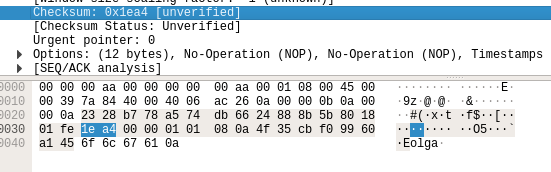 [Window size scaling factor: -1 (unknown)]
Checksum: 0x1ea4 [unverified]
[Checksum Status: Unverified]
Urgent pointer: 0
Options: (12 bytes), No-Operation (NOP), No-Operation (NOP), Timestamps
[SEQ/ACK analysis]
0000 00 00 00 aa 00 00 00 00 00 aa 00 01 08 00 45 00 ········ ······E·
0010 00 39 7a 84 40 00 40 06 ac 26 0a 00 00 0b 0a 00 ·9z·@·@· ·&······
0020 00 0a 23 28 b7 78 a5 74 db 66 24 88 8b 5b 80 18 ··#(·x·t ·f$··[··
0030 01 fe 1e a4 00 00 01 01 08 0a 4f 35 cb f0 99 60 ········ ··O5···`
0040 a1 45 6f 6c 67 61 0a ·Eolga·